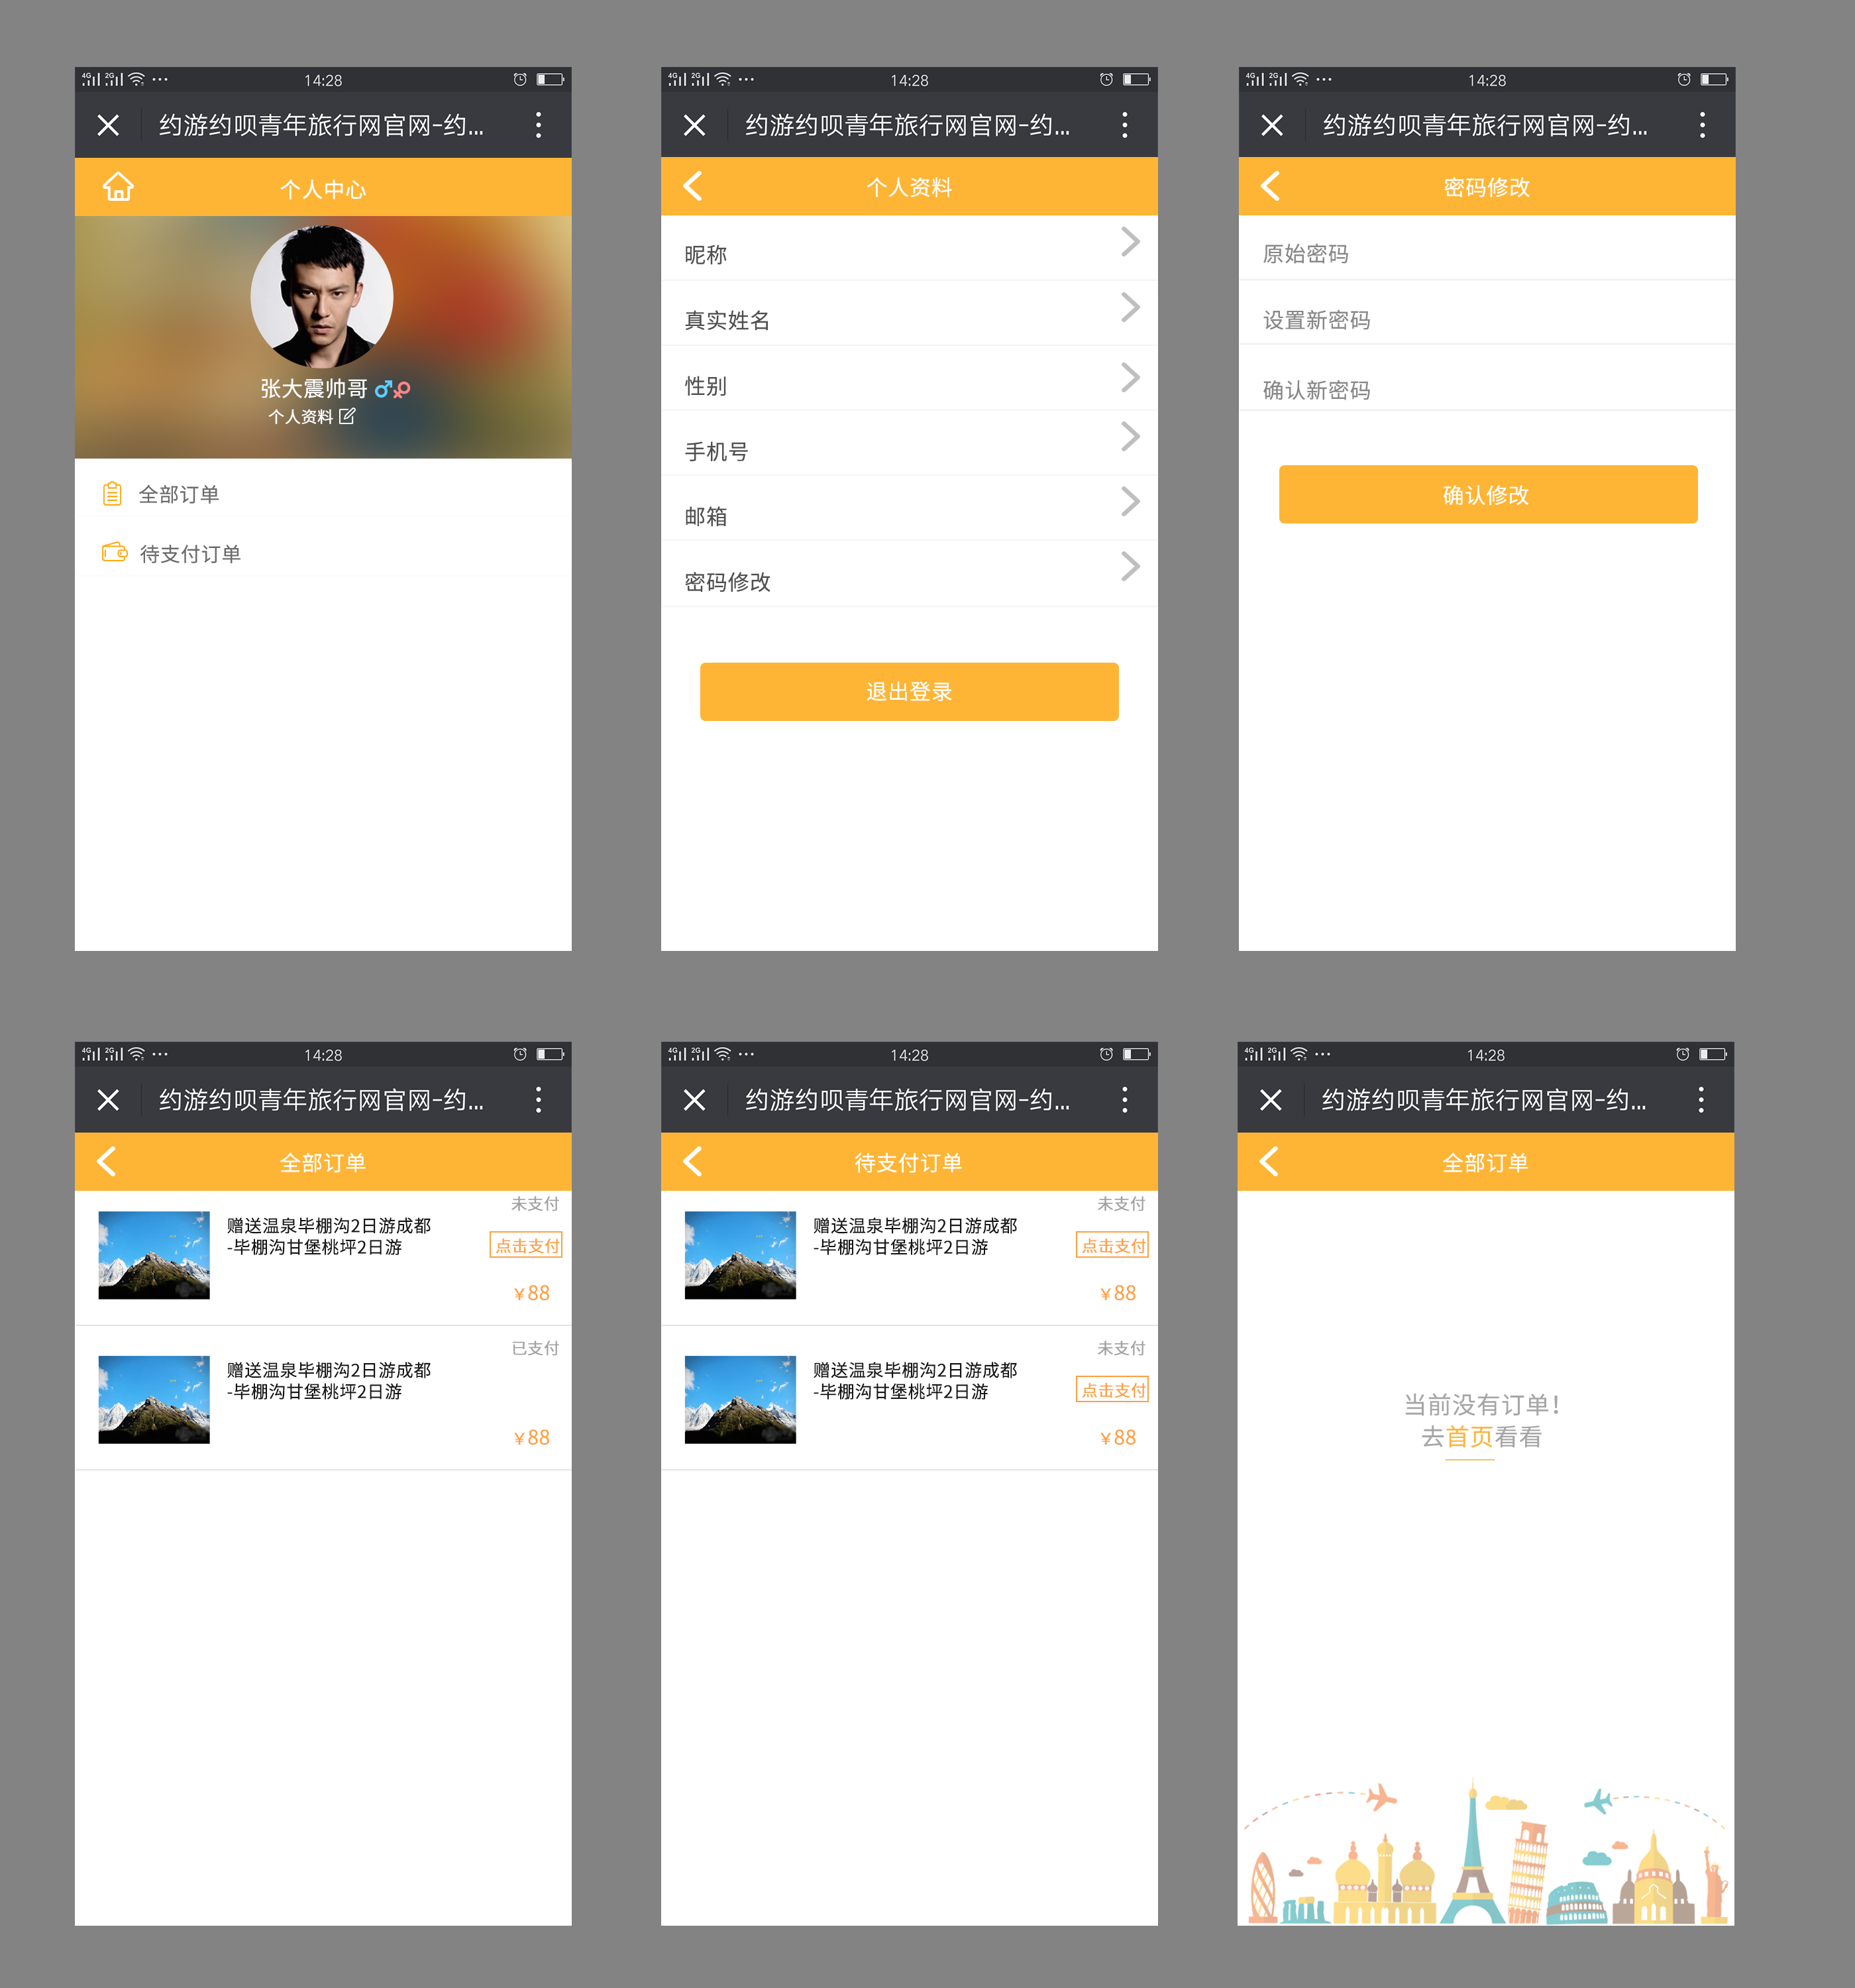 4G 2G 14:28
约游约呗青年旅行网官网-约...
个人中心
张大震帅哥
个人资料
全部订单
待支付订单
4G 2G 14:28
约游约呗青年旅行网官网-约...
个人资料
昵称
真实姓名
性别
手机号
邮箱
密码修改
退出登录
4G 2G 14:28
约游约呗青年旅行网官网-约...
密码修改
原始密码
设置新密码
确认新密码
确认修改
4G 2G 14:28
约游约呗青年旅行网官网-约...
全部订单
未支付
赠送温泉毕棚沟2日游成都
-毕棚沟甘堡桃坪2日游
点击支付
¥88
已支付
赠送温泉毕棚沟2日游成都
-毕棚沟甘堡桃坪2日游
¥88
4G 2G 14:28
约游约呗青年旅行网官网-约...
待支付订单
未支付
赠送温泉毕棚沟2日游成都
-毕棚沟甘堡桃坪2日游
点击支付
¥88
未支付
赠送温泉毕棚沟2日游成都
-毕棚沟甘堡桃坪2日游
点击支付
¥88
4G 2G 14:28
约游约呗青年旅行网官网-约...
全部订单
当前没有订单！
去首页看看